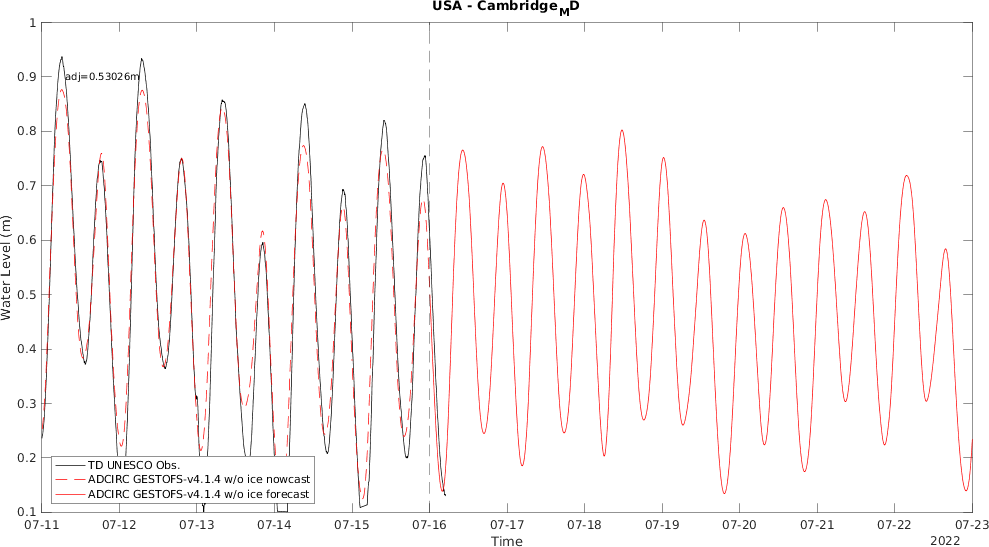 USA - Cambridge_MD
1
0.9
0.8
0.7
0.6
0.5
0.4
0.3
0.2
0.1
Water Level (m)
adj=0.53026m
TD UNESCO Obs.
ADCIRC GESTOFS-v4.1.4 w/o ice nowcast
ADCIRC GESTOFS-v4.1.4 w/o ice forecast
07-11 07-12 07-13 07-14 07-15 07-16 07-17 07-18 07-19 07-20 07-21 07-22 07-23
Time
2022